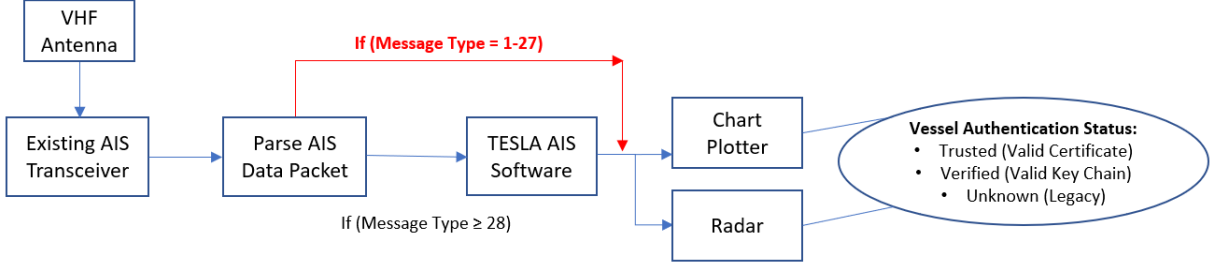 VHF
Antenna
If (Message Type = 1-27)
Existing AIS
Transceiver
Parse AIS
Data Packet
TESLA AIS
Software
If (Message Type ≥ 28)
Chart
Plotter
Radar
Vessel Authentication Status:
• Trusted (Valid Certificate)
• Verified (Valid Key Chain)
• Unknown (Legacy)